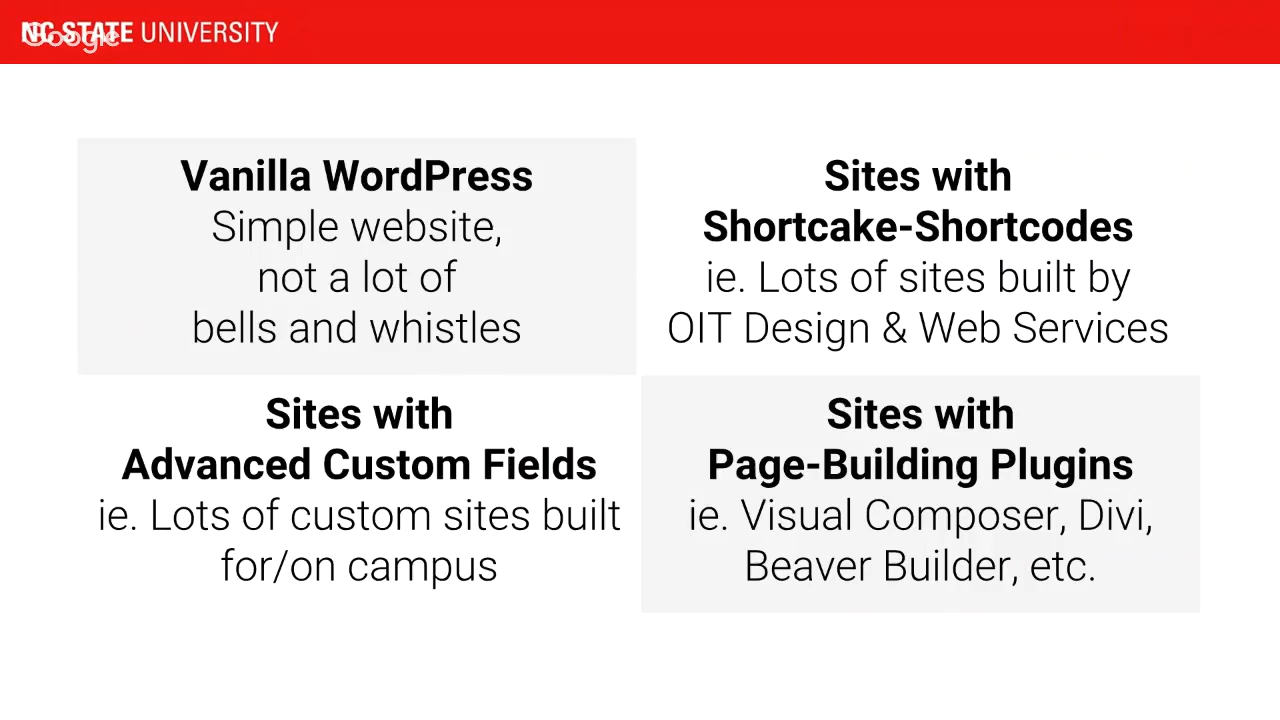 NC STATE UNIVERSITY
Google
Vanilla WordPress
Simple website,
not a lot of
bells and whistles
Sites with
Shortcake-Shortcodes
ie. Lots of sites built by
OIT Design & Web Services
Sites with
Advanced Custom Fields
ie. Lots of custom sites built
for/on campus
Sites with
Page-Building Plugins
ie. Visual Composer, Divi,
Beaver Builder, etc.